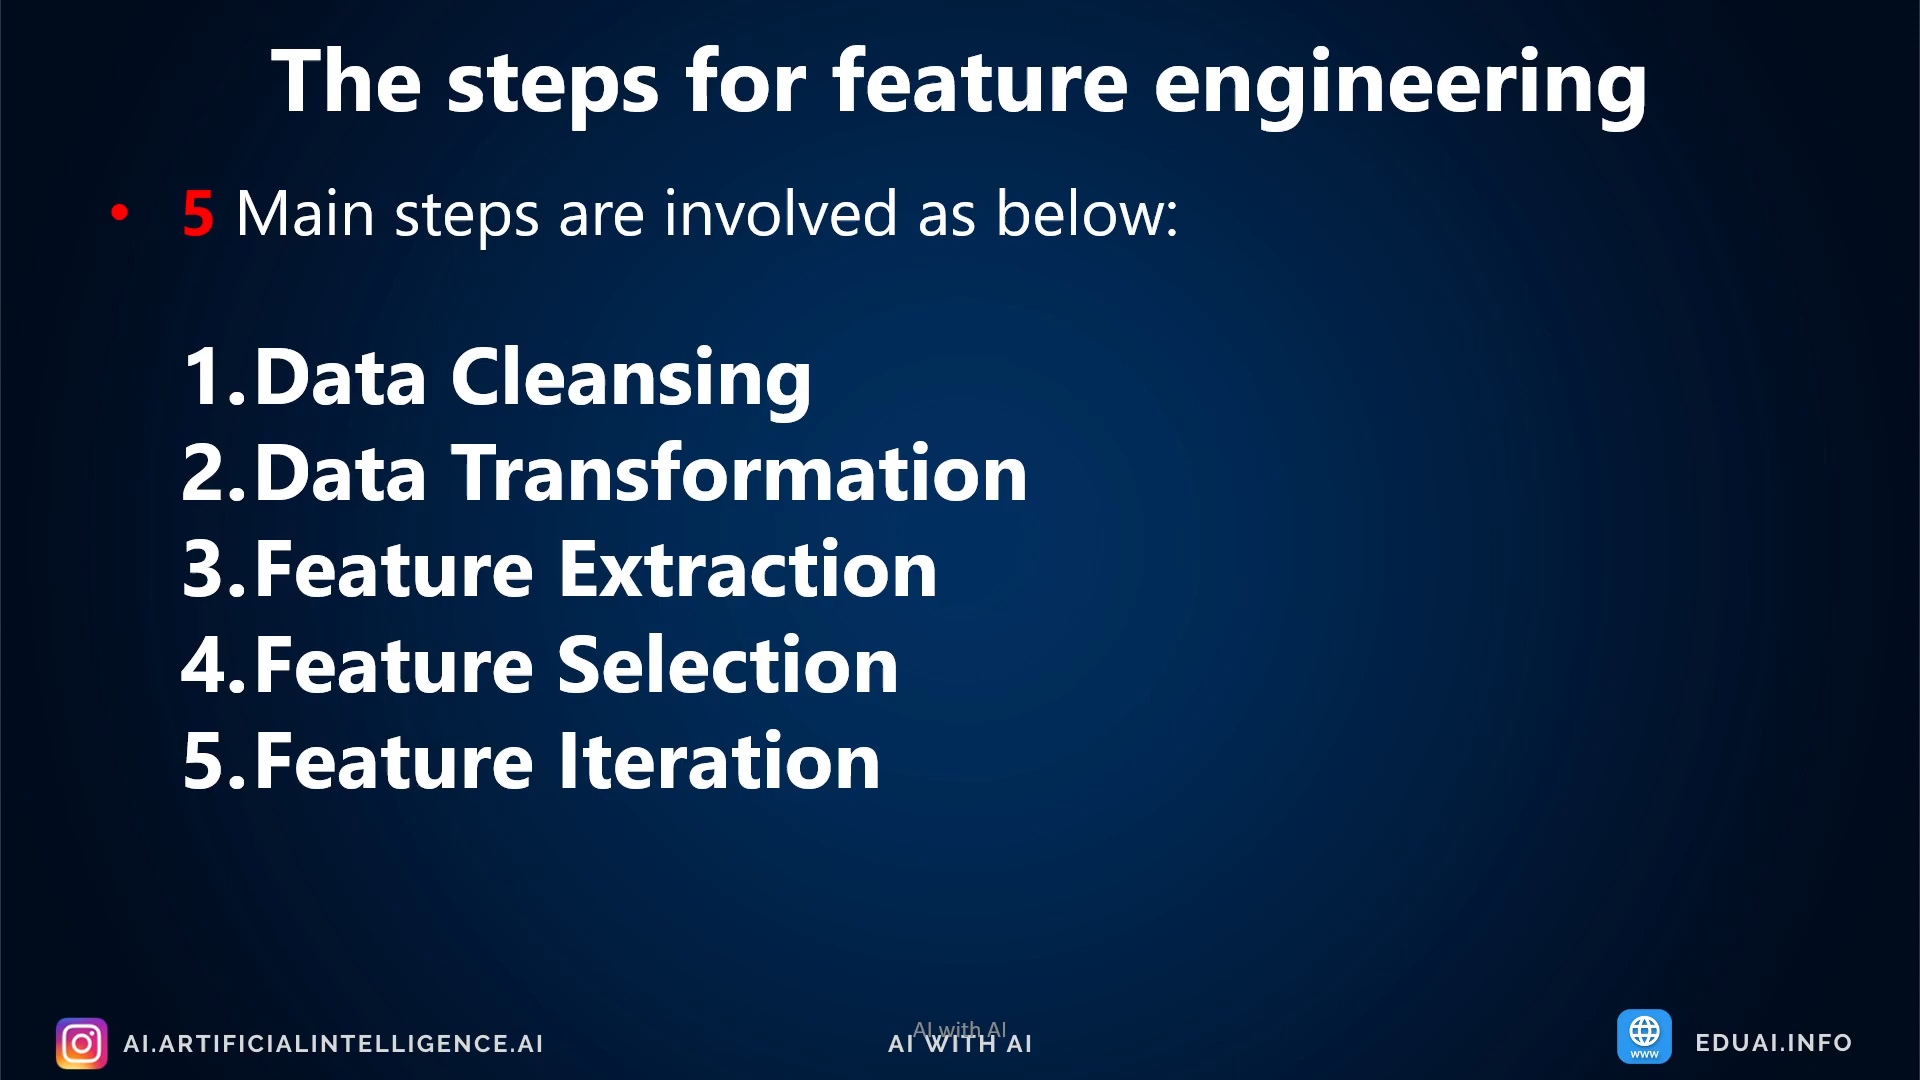 The steps for feature engineering
• 5 Main steps are involved as below:
1. Data Cleansing
2. Data Transformation
3. Feature Extraction
4. Feature Selection
5. Feature Iteration
AI.ARTIFICIALINTELLIGENCE.AI
AI with AI
AI WITH AI
www
EDUAI.INFO